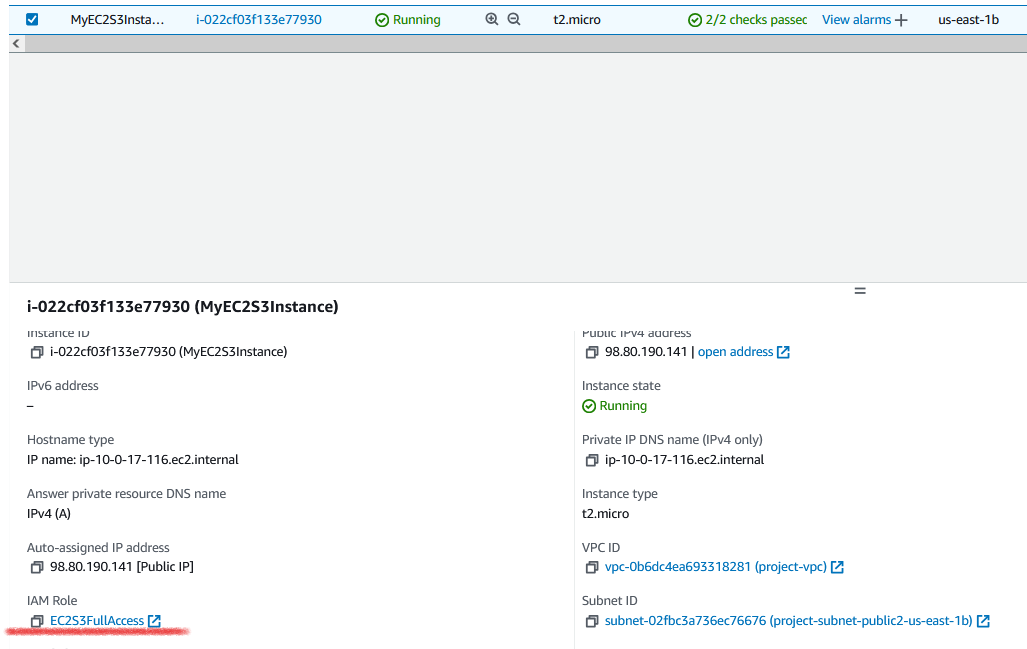 MyEC2S3Insta... i-022cf03f133e77930 Running t2.micro 2/2 checks passed View alarms us-east-1b
i-022cf03f133e77930 (MyEC2S3Instance)
Instance ID
i-022cf03f133e77930 (MyEC2S3Instance)
IPv6 address
–
Hostname type
IP name: ip-10-0-17-116.ec2.internal
Answer private resource DNS name
IPv4 (A)
Auto-assigned IP address
98.80.190.141 [Public IP]
IAM Role
EC2S3FullAccess
Public IPv4 address
98.80.190.141 | open address
Instance state
Running
Private IP DNS name (IPv4 only)
ip-10-0-17-116.ec2.internal
Instance type
t2.micro
VPC ID
vpc-0b6dc4ea693318281 (project-vpc)
Subnet ID
subnet-02fbc3a736ec76676 (project-subnet-public2-us-east-1b)